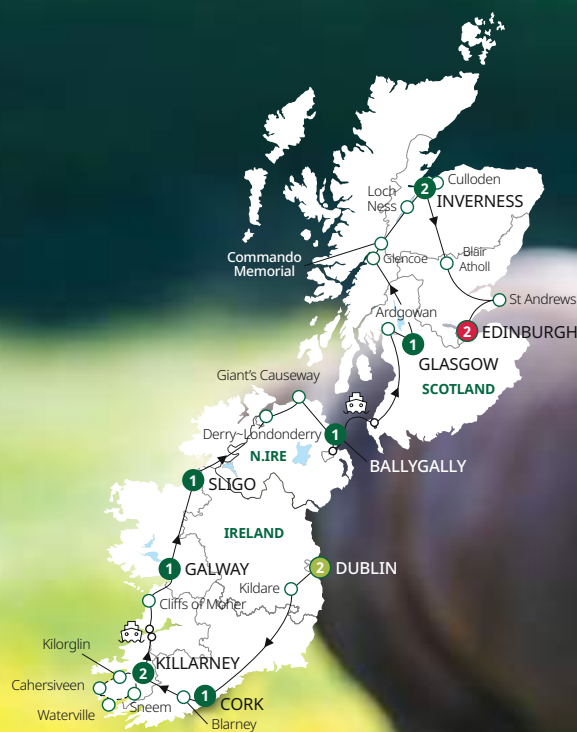 Culloden
2
Loch
Ness
INVERNESS
Commando
Memorial
Glencoe
Blair
Atholl
St Andrews
Ardgowan
2
EDINBURGH
1
GLASGOW
SCOTLAND
Giant's Causeway
Derry~Londonderry
1
N.IRE
BALLYGALLY
1
SLIGO
IRELAND
1
GALWAY
2
DUBLIN
Kildare
Cliffs of Moher
Kilorglin
2
KILLARNEY
Cahersiveen
Sneem
1
CORK
Waterville
Blarney